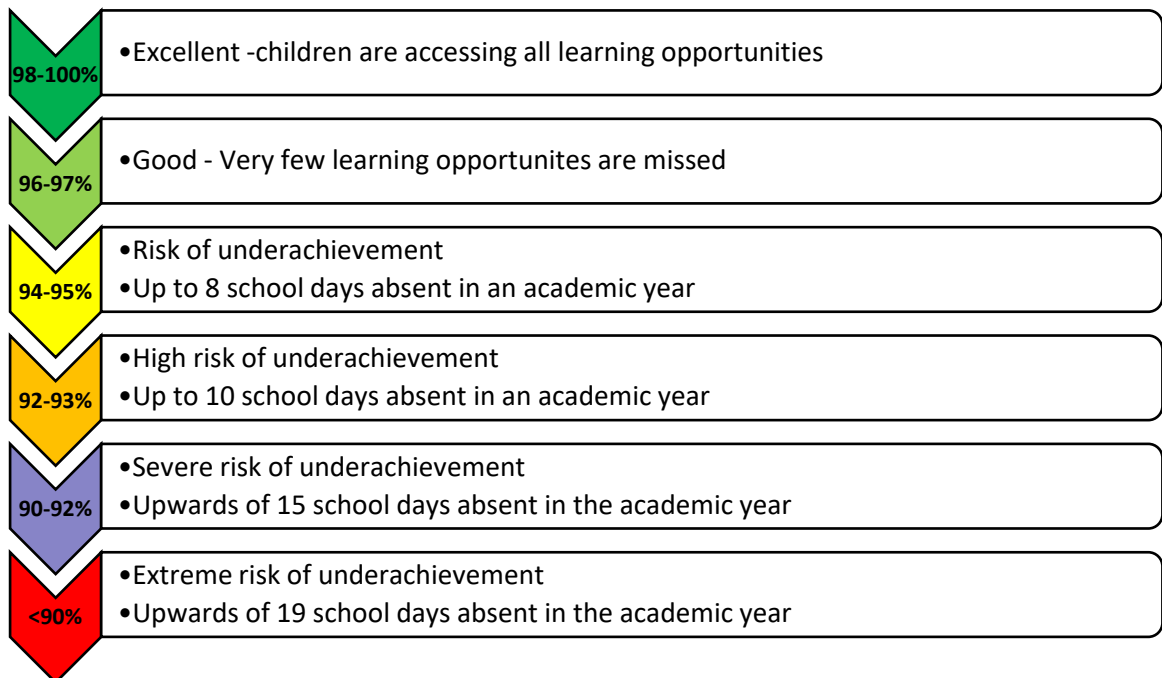 98-100%
•Excellent -children are accessing all learning opportunities
96-97%
•Good - Very few learning opportunites are missed
94-95%
•Risk of underachievement
•Up to 8 school days absent in an academic year
92-93%
•High risk of underachievement
•Up to 10 school days absent in an academic year
90-92%
•Severe risk of underachievement
•Upwards of 15 school days absent in the academic year
<90%
•Extreme risk of underachievement
•Upwards of 19 school days absent in the academic year